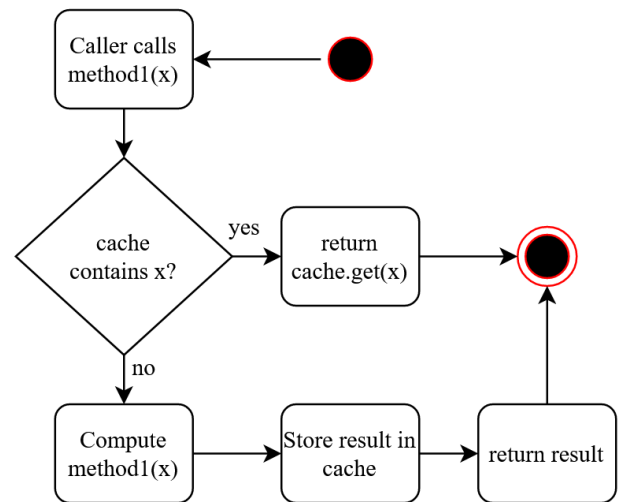 Caller calls
method1(x)
cache
contains x?
yes
return
cache.get(x)
no
Compute
method1(x)
Store result in
cache
return result